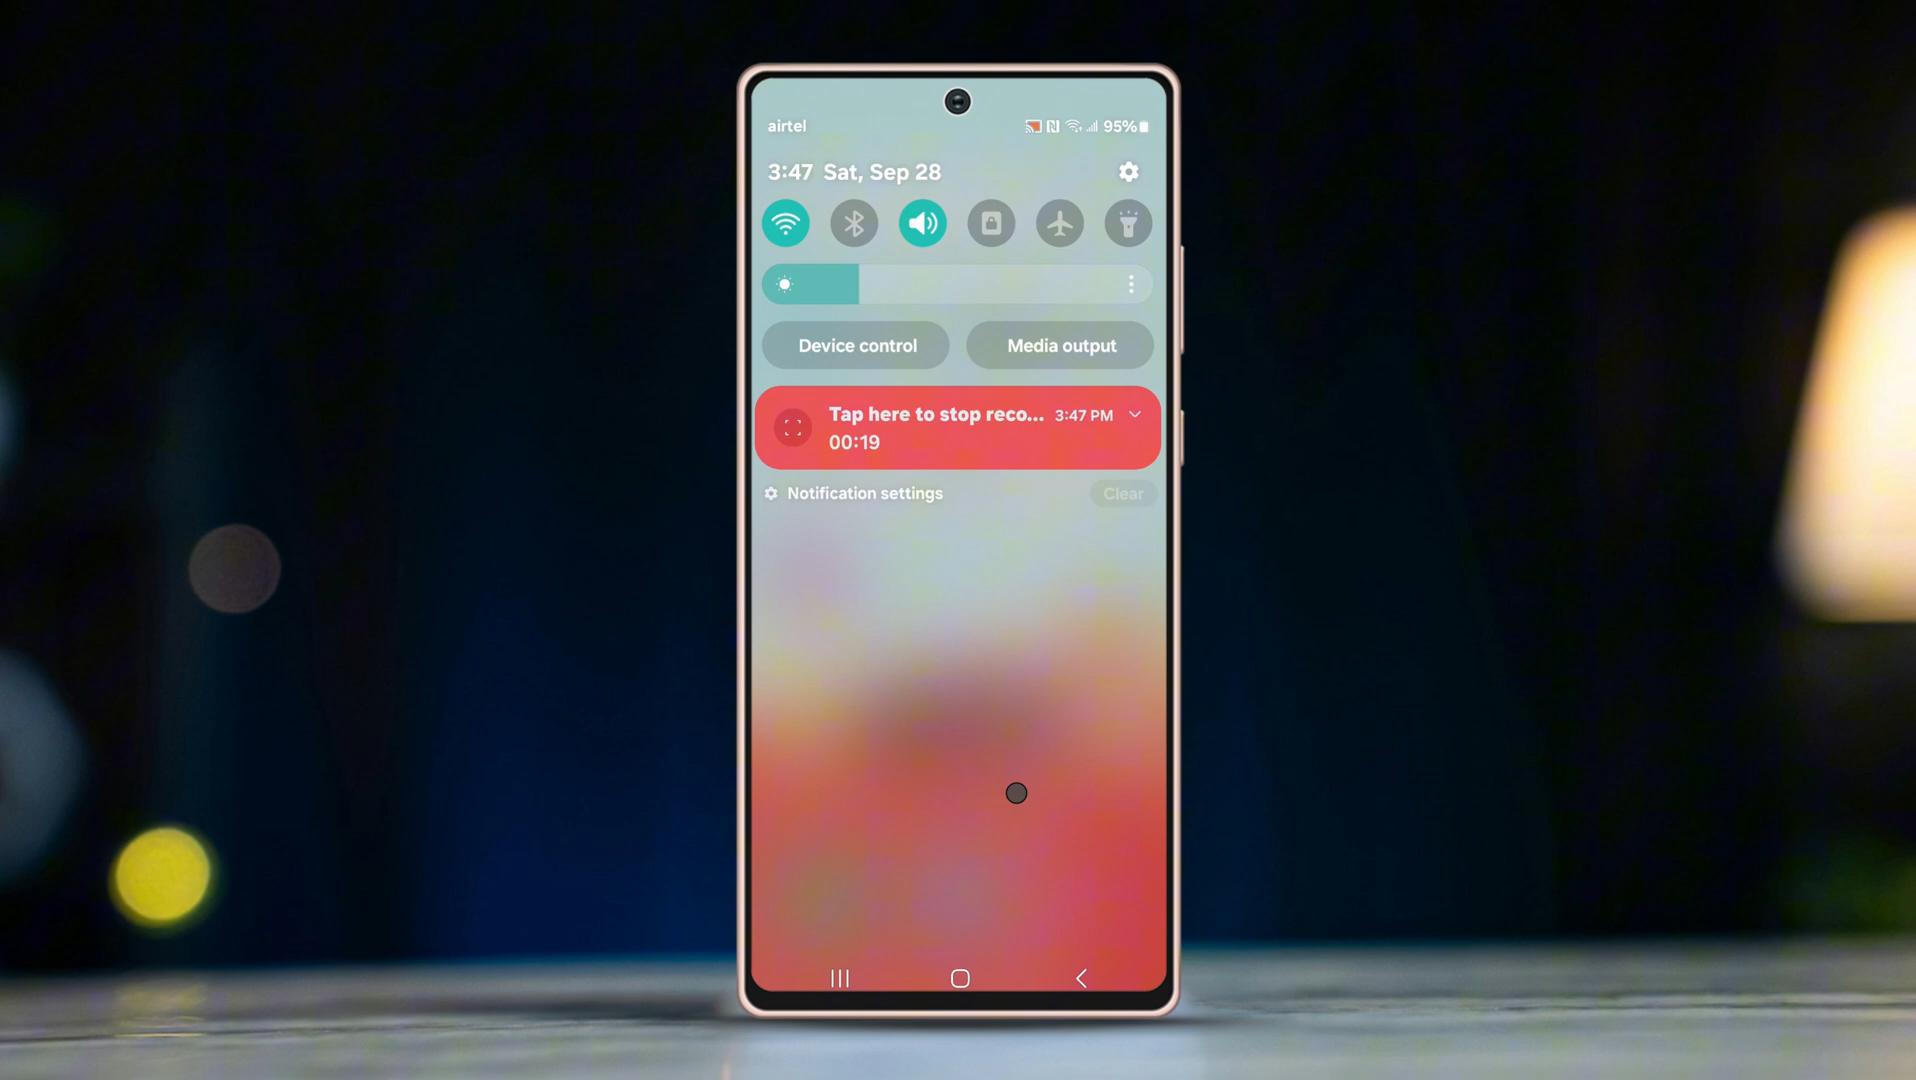 airtel 95%
3:47 Sat, Sep 28
Device control Media output
Tap here to stop reco... 3:47 PM
00:19
Notification settings Clear